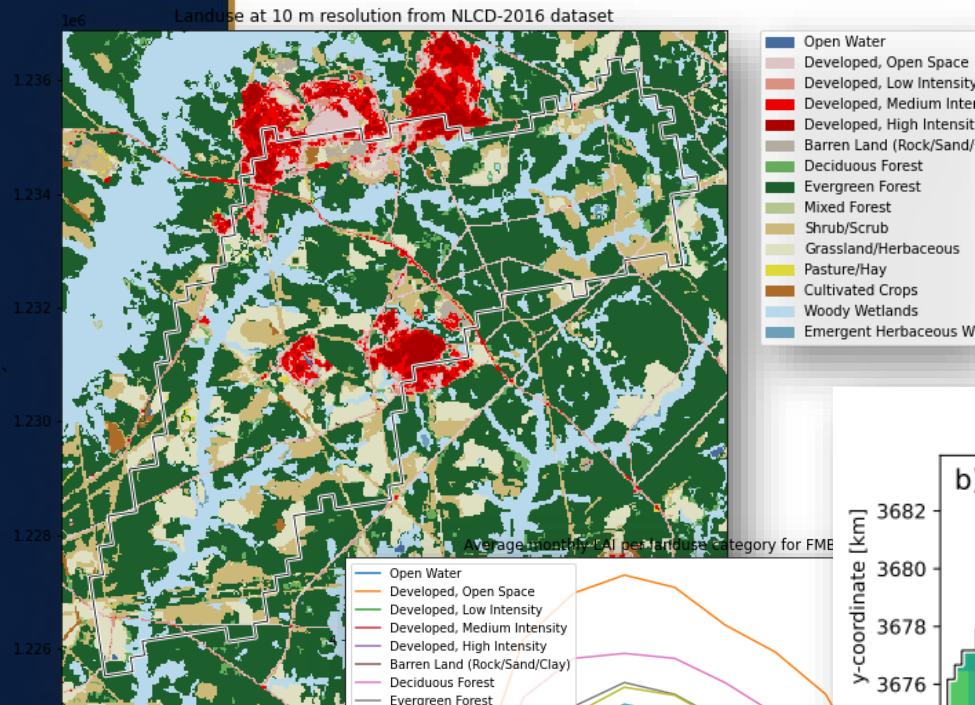 Landuse at 10 m resolution from NLCD-2016 dataset
1e6
1.236
1.234
1.232
1.230
1.228
1.226
Open Water
Developed, Open Space
Developed, Low Intensity
Developed, Medium Inter
Developed, High Intensit
Barren Land (Rock/Sand/
Deciduous Forest
Evergreen Forest
Mixed Forest
Shrub/Scrub
Grassland/Herbaceous
Pasture/Hay
Cultivated Crops
Woody Wetlands
Emergent Herbaceous W
Average monthly LAI per landuse category for FMB
Open Water
Developed, Open Space
Developed, Low Intensity
Developed, Medium Intensity
Developed, High Intensity
Barren Land (Rock/Sand/Clay)
Deciduous Forest
Evergreen Forest
b)
y-coordinate [km]
3682
3680
3678
3676